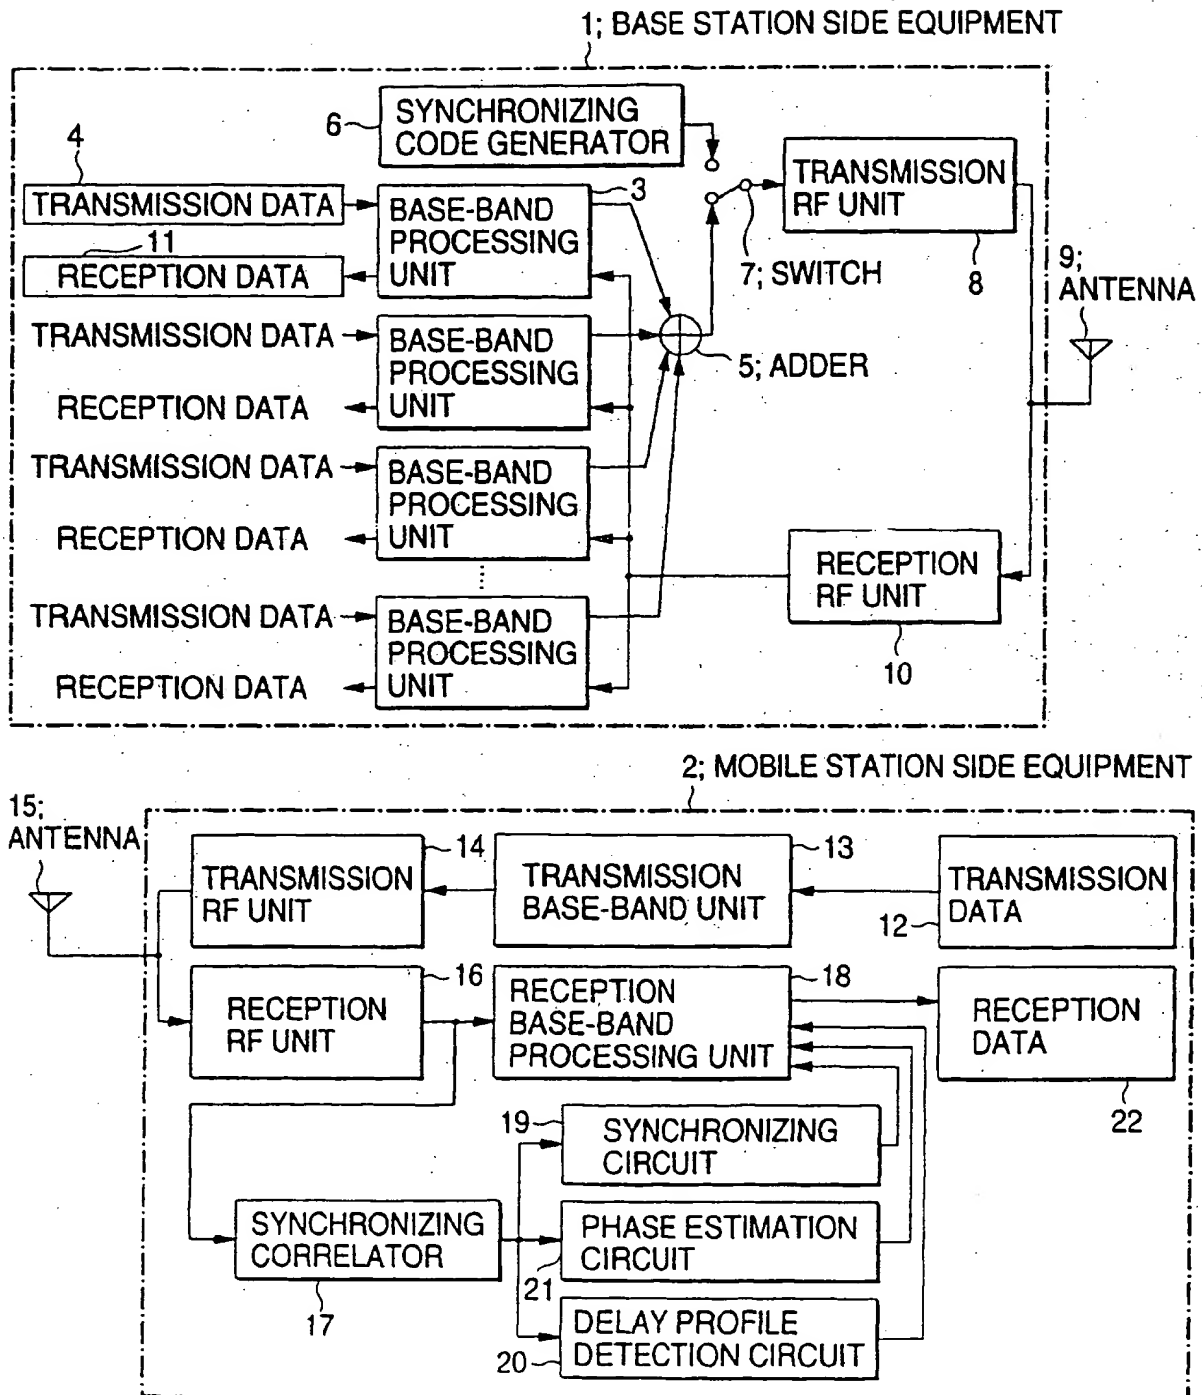 1; BASE STATION SIDE EQUIPMENT
6
SYNCHRONIZING
CODE GENERATOR
4
TRANSMISSION DATA
11
RECEPTION DATA
3
BASE-BAND
PROCESSING
UNIT
7; SWITCH
TRANSMISSION
RF UNIT
8
9;
ANTENNA
TRANSMISSION DATA
RECEPTION DATA
BASE-BAND
PROCESSING
UNIT
5; ADDER
TRANSMISSION DATA
RECEPTION DATA
BASE-BAND
PROCESSING
UNIT
RECEPTION
RF UNIT
10
TRANSMISSION DATA
RECEPTION DATA
BASE-BAND
PROCESSING
UNIT
2; MOBILE STATION SIDE EQUIPMENT
15;
ANTENNA
TRANSMISSION
RF UNIT
14
TRANSMISSION
BASE-BAND UNIT
13
TRANSMISSION
DATA
12
RECEPTION
RF UNIT
16
RECEPTION
BASE-BAND
PROCESSING UNIT
18
RECEPTION
DATA
22
19
SYNCHRONIZING
CIRCUIT
SYNCHRONIZING
CORRELATOR
17
PHASE ESTIMATION
CIRCUIT
21
DELAY PROFILE
DETECTION CIRCUIT
20